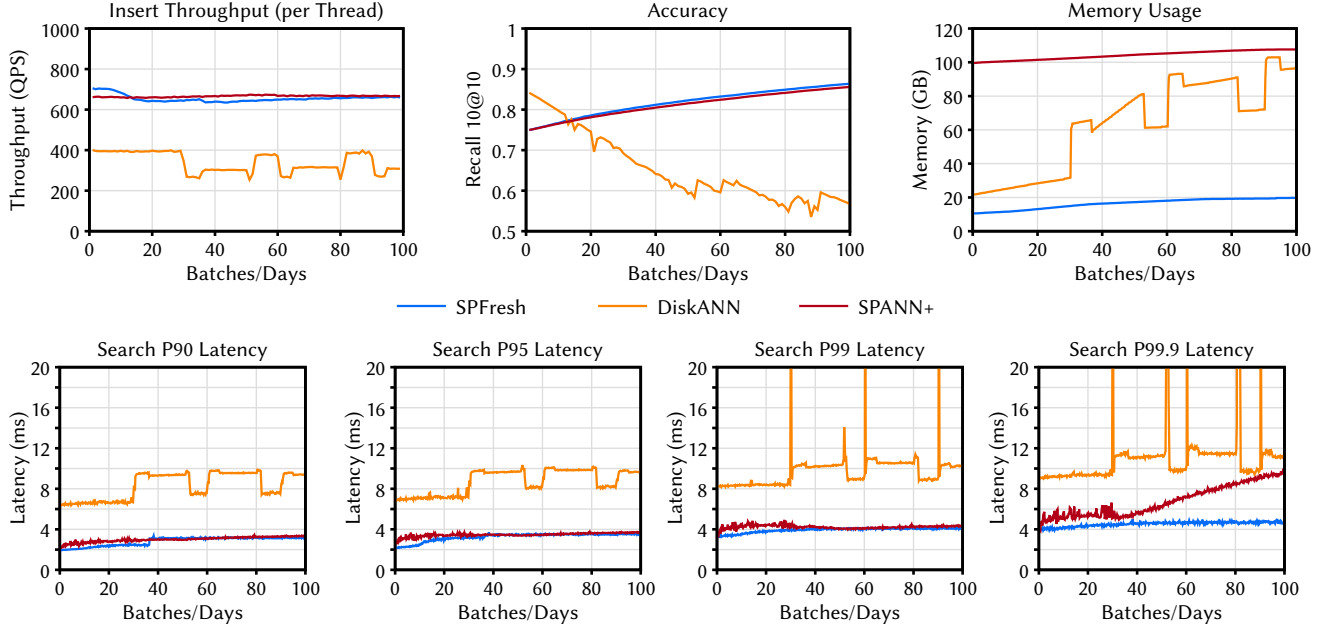 Insert Throughput (per Thread)
Throughput (QPS)
1000
800
600
400
200
0
0 20 40 60 80 100
Batches/Days
Accuracy
Recall 10@10
1
0.9
0.8
0.7
0.6
0.5
0 20 40 60 80 100
Batches/Days
Memory Usage
Memory (GB)
120
100
80
60
40
20
0
0 20 40 60 80 100
Batches/Days
SPFresh DiskANN SPANN+
Search P90 Latency
Latency (ms)
20
16
12
8
4
0
0 20 40 60 80 100
Batches/Days
Search P95 Latency
Latency (ms)
20
16
12
8
4
0
0 20 40 60 80 100
Batches/Days
Search P99 Latency
Latency (ms)
20
16
12
8
4
0
0 20 40 60 80 100
Batches/Days
Search P99.9 Latency
Latency (ms)
20
16
12
8
4
0
0 20 40 60 80 100
Batches/Days